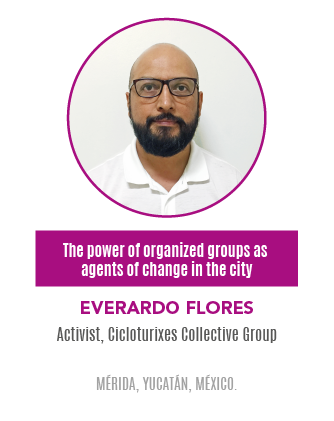 The power of organized groups as
agents of change in the city
EVERARDO FLORES
Activist, Cicloturixes Collective Group
MÉRIDA, YUCATÁN, MÉXICO.